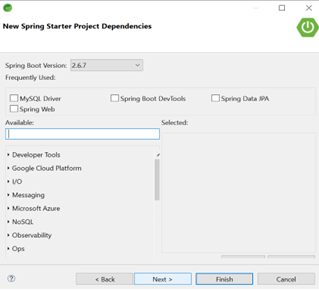 New Spring Starter Project Dependencies
Spring Boot Version: 2.6.7
Frequently Used:
MySQL Driver Spring Boot DevTools Spring Data JPA
Spring Web
Available: Selected:
Developer Tools
Google Cloud Platform
I/O
Messaging
Microsoft Azure
NoSQL
Observability
Ops
? < Back Next > Finish Cancel